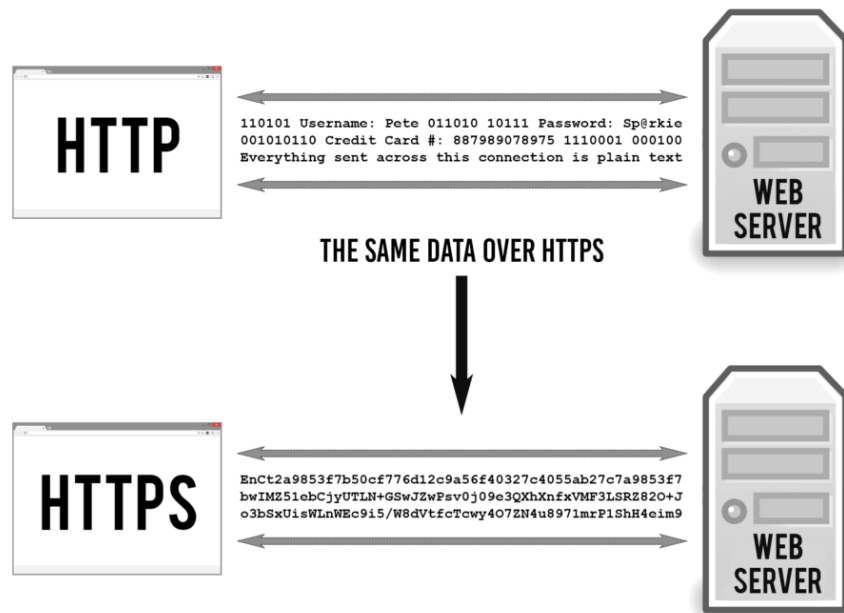 HTTP
110101 Username: Pete 011010 10111 Password: Sp@rkie
001010110 Credit Card #: 887989078975 1110001 000100
Everything sent across this connection is plain text
WEB
SERVER
THE SAME DATA OVER HTTPS
HTTPS
EnCt2a9853f7b50cf776d12c9a56f40327c4055ab27c7a9853f7
bwIMZ51ebCjyUTLN+GSwJZwPsv0j09e3QXhXnfxVMF3LSRZ82O+J
o3bSxUisWLnWEc9i5/W8dVtfcTcwy4O7ZN4u8971mrP1ShH4eim9
WEB
SERVER